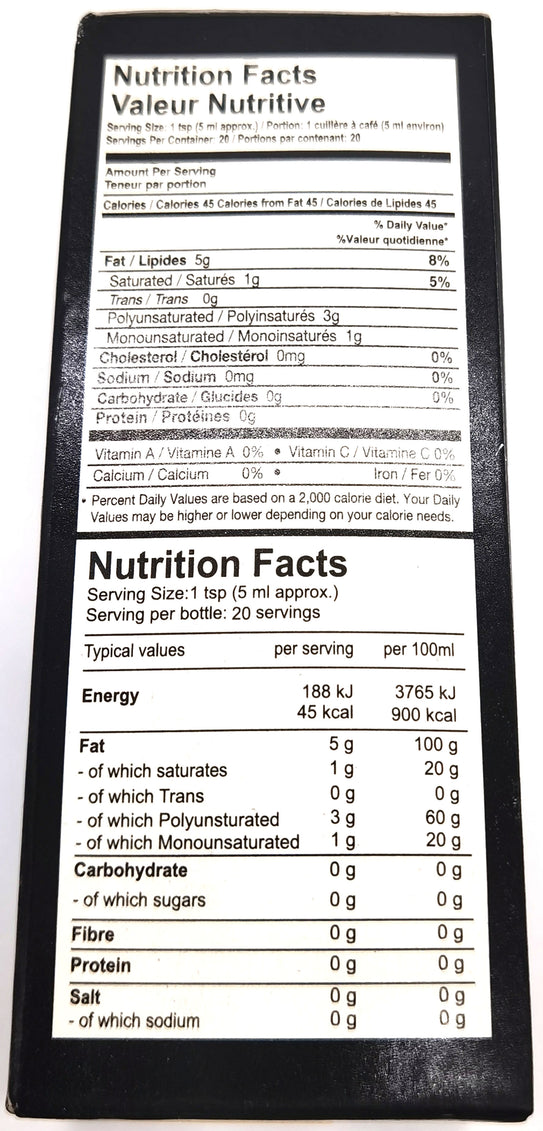 Nutrition Facts
Valeur Nutritive
Serving Size: 1 tsp (5 ml approx.) / Portion: 1 cuillère à café (5 ml environ)
Servings Per Container: 20 / Portions par contenant: 20
Amount Per Serving
Teneur par portion
Calories / Calories 45 Calories from Fat 45 / Calories de Lipides 45
% Daily Value*
%Valeur quotidienne*
Fat / Lipides 5g 8%
Saturated / Saturés 1g 5%
Trans / Trans 0g
Polyunsaturated / Polyinsaturés 3g
Monounsaturated / Monoinsaturés 1g
Cholesterol / Cholestérol 0mg 0%
Sodium / Sodium 0mg 0%
Carbohydrate / Glucides 0g 0%
Protein / Protéines 0g
Vitamin A / Vitamine A 0% • Vitamin C / Vitamine C 0%
Calcium / Calcium 0% • Iron / Fer 0%
• Percent Daily Values are based on a 2,000 calorie diet. Your Daily
Values may be higher or lower depending on your calorie needs.
Nutrition Facts
Serving Size:1 tsp (5 ml approx.)
Serving per bottle: 20 servings
Typical values per serving per 100ml
Energy 188 kJ 3765 kJ
45 kcal 900 kcal
Fat 5 g 100 g
- of which saturates 1 g 20 g
- of which Trans 0 g 0 g
- of which Polyunsturated 3 g 60 g
- of which Monounsaturated 1 g 20 g
Carbohydrate 0 g 0 g
- of which sugars 0 g 0 g
Fibre 0 g 0 g
Protein 0 g 0 g
Salt 0 g 0 g
- of which sodium 0 g 0 g